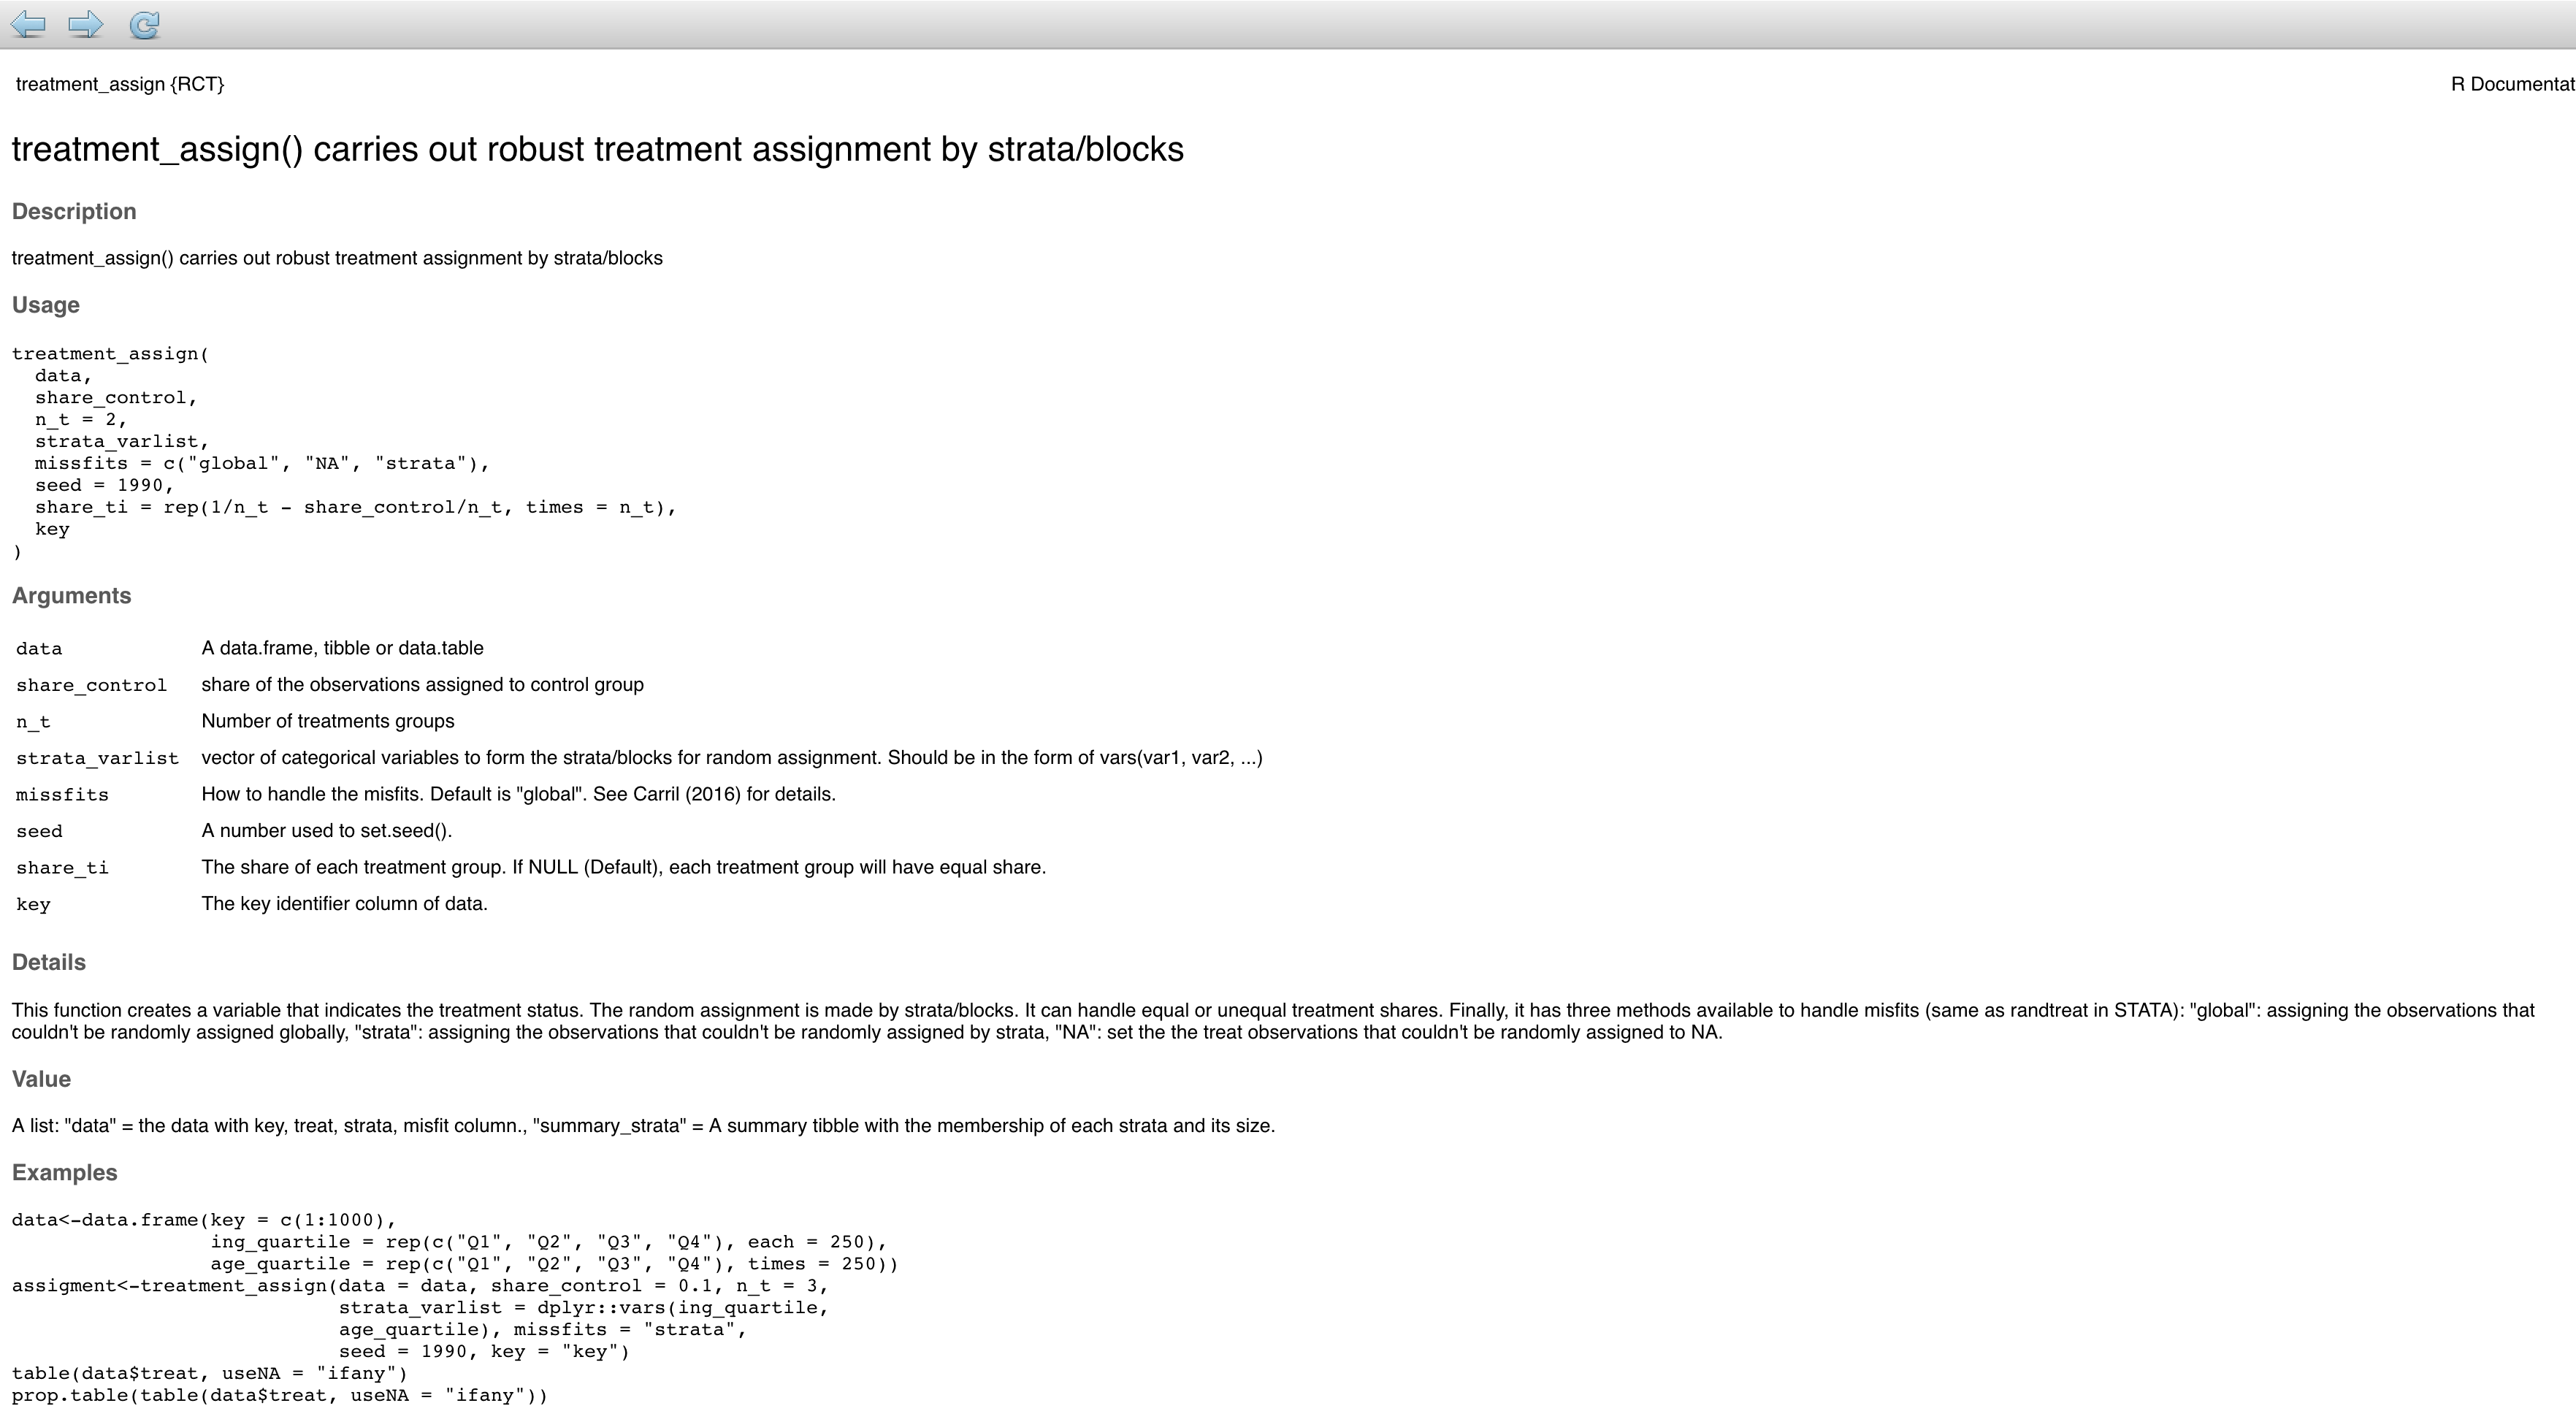 treatment_assign {RCT}
R Documentat
treatment_assign() carries out robust treatment assignment by strata/blocks
Description
treatment_assign() carries out robust treatment assignment by strata/blocks
Usage
treatment_assign(
  data,
  share_control,
  n_t = 2,
  strata_varlist,
  missfits = c("global", "NA", "strata"),
  seed = 1990,
  share_ti = rep(1/n_t - share_control/n_t, times = n_t),
  key
)
Arguments
data A data.frame, tibble or data.table
share_control share of the observations assigned to control group
n_t Number of treatments groups
strata_varlist vector of categorical variables to form the strata/blocks for random assignment. Should be in the form of vars(var1, var2, ...)
missfits How to handle the misfits. Default is "global". See Carril (2016) for details.
seed A number used to set.seed().
share_ti The share of each treatment group. If NULL (Default), each treatment group will have equal share.
key The key identifier column of data.
Details
This function creates a variable that indicates the treatment status. The random assignment is made by strata/blocks. It can handle equal or unequal treatment shares. Finally, it has three methods available to handle misfits (same as randtreat in STATA): "global": assigning the observations that
couldn't be randomly assigned globally, "strata": assigning the observations that couldn't be randomly assigned by strata, "NA": set the the treat observations that couldn't be randomly assigned to NA.
Value
A list: "data" = the data with key, treat, strata, misfit column., "summary_strata" = A summary tibble with the membership of each strata and its size.
Examples
data<-data.frame(key = c(1:1000),
                 ing_quartile = rep(c("Q1", "Q2", "Q3", "Q4"), each = 250),
                 age_quartile = rep(c("Q1", "Q2", "Q3", "Q4"), times = 250))
assigment<-treatment_assign(data = data, share_control = 0.1, n_t = 3,
                            strata_varlist = dplyr::vars(ing_quartile,
                            age_quartile), missfits = "strata",
                            seed = 1990, key = "key")
table(data$treat, useNA = "ifany")
prop.table(table(data$treat, useNA = "ifany"))